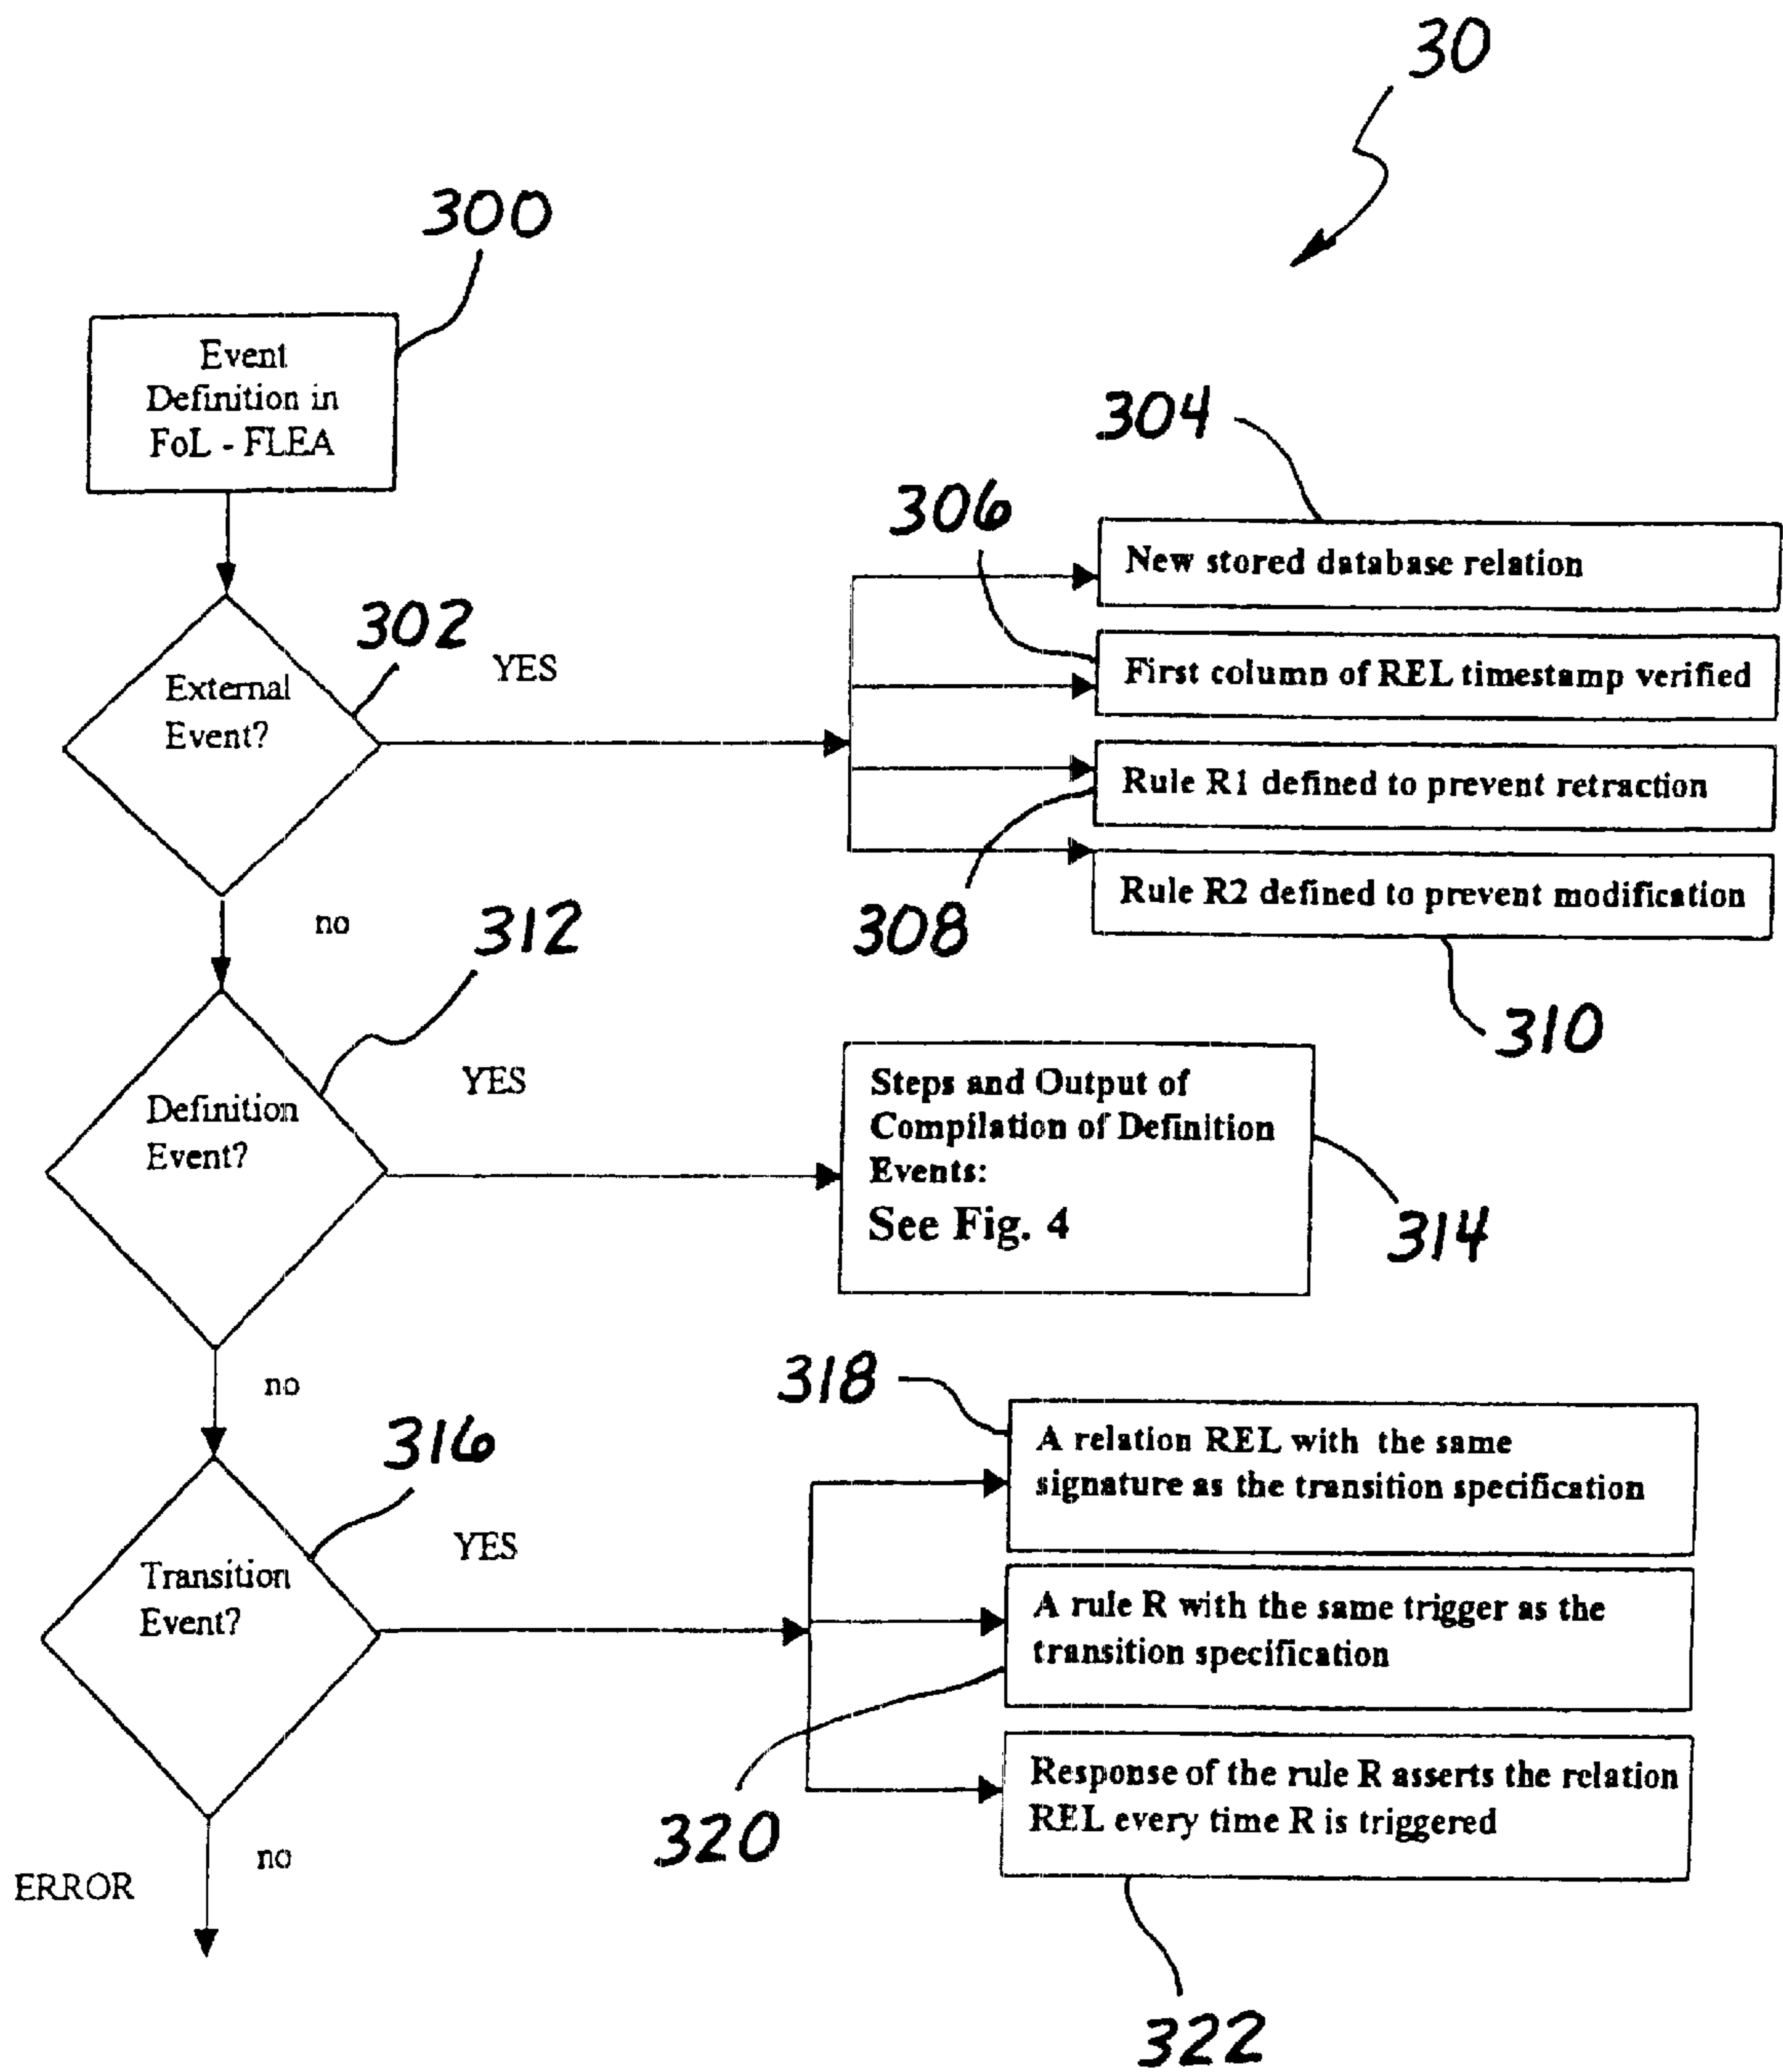 30
300
Event
Definition in
FoL - FLEA
304
306
New stored database relation
302
YES
First column of REL timestamp verified
External
Event?
Rule R1 defined to prevent retraction
Rule R2 defined to prevent modification
no
312
308
310
YES
Definition
Event?
Steps and Output of
Compilation of Definition
Events:
See Fig. 4
314
no
318
316
A relation REL with the same
signature as the transition specification
YES
Transition
Event?
A rule R with the same trigger as the
transition specification
320
Response of the rule R asserts the relation
REL every time R is triggered
no
ERROR
322